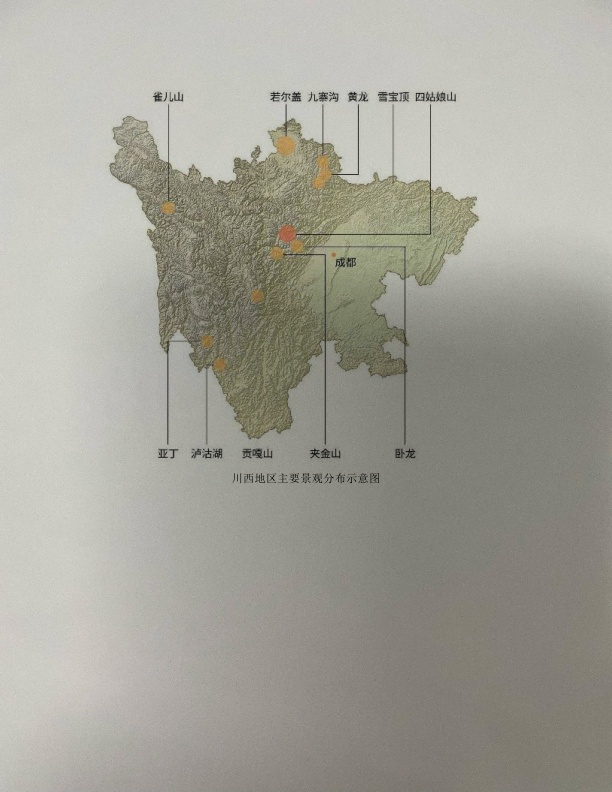 雀儿山 若尔盖 九寨沟 黄龙 雪宝顶 四姑娘山
成都
亚丁 泸沽湖 贡嘎山 夹金山 卧龙
川西地区主要景观分布示意图